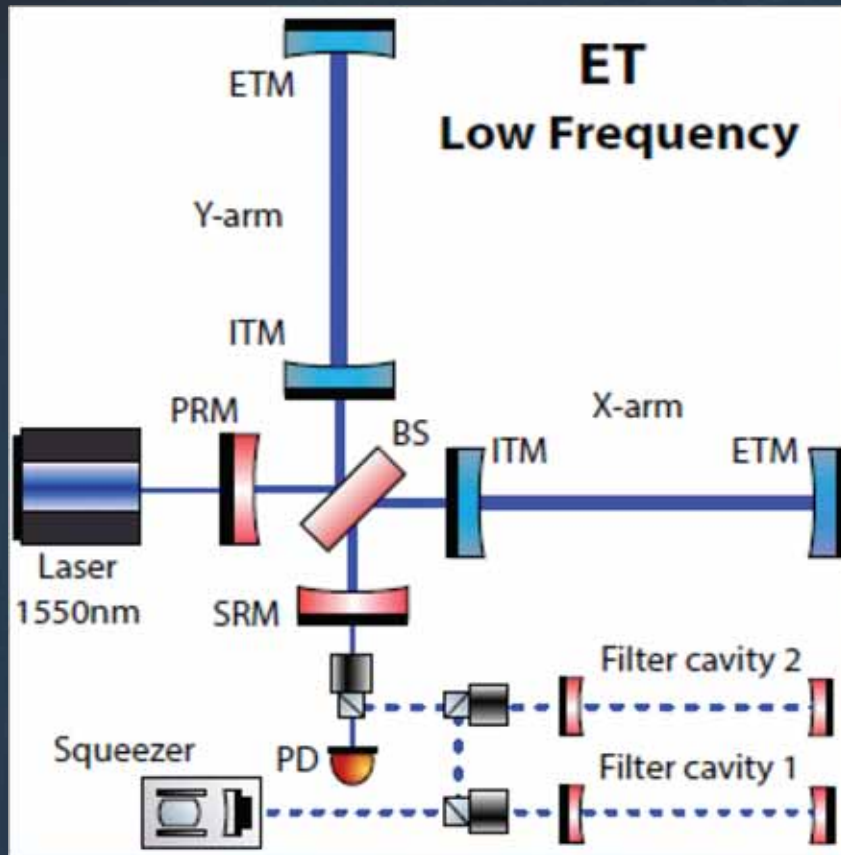 ET
Low Frequency
ETM
Y-arm
ITM
PRM
BS
X-arm
ITM
ETM
Laser
1550nm
SRM
Filter cavity 2
Squeezer
PD
Filter cavity 1